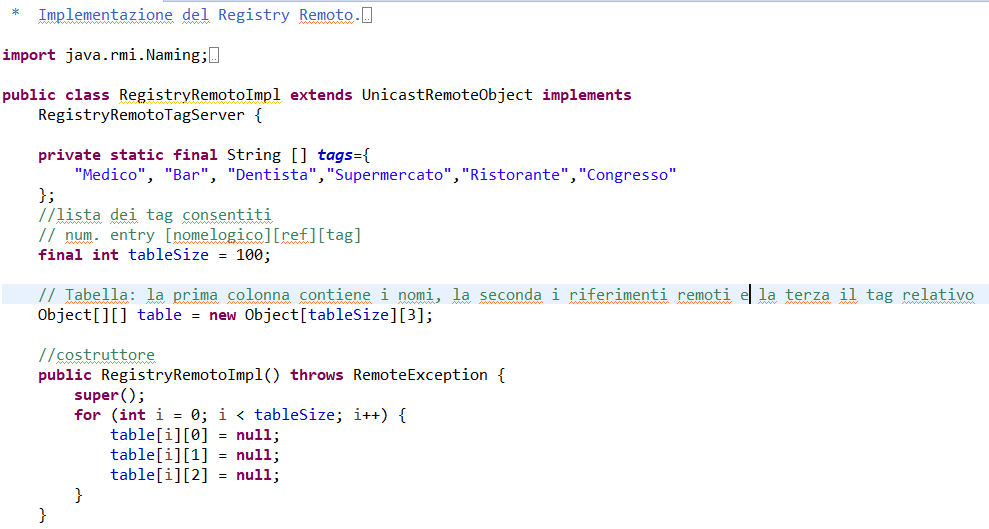 * Implementazione del Registry Remoto.
import java.rmi.Naming;
public class RegistryRemotoImpl extends UnicastRemoteObject implements
RegistryRemotoTagServer {
private static final String [] tags={
"Medico", "Bar", "Dentista","Supermercato","Ristorante","Congresso"
};
//lista dei tag consentiti
// num. entry [nomelogico][ref][tag]
final int tableSize = 100;
// Tabella: la prima colonna contiene i nomi, la seconda i riferimenti remoti e la terza il tag relativo
Object[][] table = new Object[tableSize][3];
//costruttore
public RegistryRemotoImpl() throws RemoteException {
super();
for (int i = 0; i < tableSize; i++) {
table[i][0] = null;
table[i][1] = null;
table[i][2] = null;
}
}